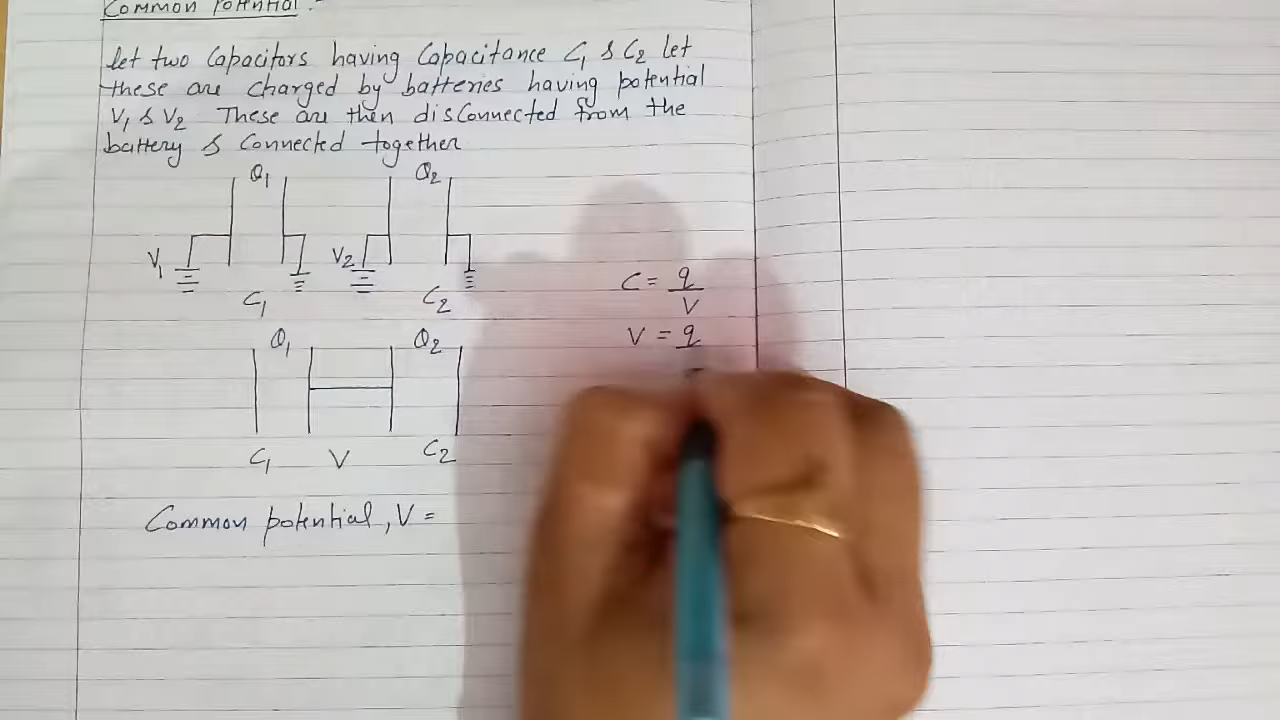 Common Potential :-
let two Capacitors having Capacitance C₁ & C₂ let
these are charged by batteries having potential
V₁ & V₂ These are then disconnected from the
battery & Connected together
Q₁ Q₂
V₁ V₂
C₁ C₂
C = q/V
Q₁ Q₂
V = q
C₁ V C₂
Common potential, V =